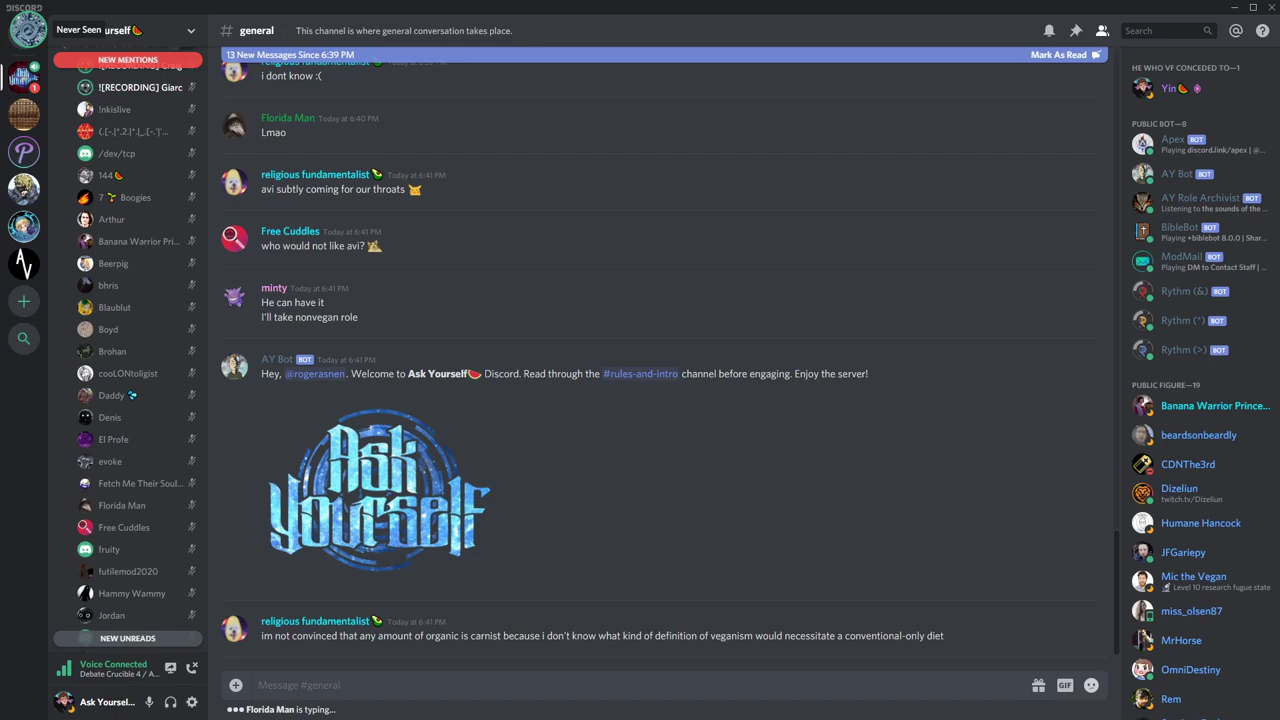 DISCORD
Never Seen
urself🍉
# general
This channel is where general conversation takes place.
Search
NEW MENTIONS
![RECORDING] Giarc
!nkislive
/dev/tcp
144🍉
7 🌱 Boogies
Arthur
Banana Warrior Pri...
Beerpig
bhris
Blaublut
Boyd
Brohan
cooLONtoligist
Daddy 💦
Denis
El Profe
evoke
Fetch Me Their Soul...
Florida Man
Free Cuddles
fruity
futilemod2020
Hammy Wammy
Jordan
NEW UNREADS
Voice Connected
Debate Crucible 4 / A...
Ask Yoursel...
13 New Messages Since 6:39 PM
Mark As Read
religious fundamentalist
i dont know :(
Florida Man Today at 6:40 PM
Lmao
religious fundamentalist Today at 6:41 PM
avi subtly coming for our throats
Free Cuddles Today at 6:41 PM
who would not like avi?
minty Today at 6:41 PM
He can have it
I'll take nonvegan role
AY Bot BOT Today at 6:41 PM
Hey, @rogerasnen. Welcome to Ask Yourself🍉 Discord. Read through the #rules-and-intro channel before engaging. Enjoy the server!
Ask
Yourself
religious fundamentalist Today at 6:41 PM
im not convinced that any amount of organic is carnist because i don't know what kind of definition of veganism would necessitate a conventional-only diet
Message #general
GIF
Florida Man is typing...
HE WHO VF CONCEDED TO—1
Yin🍉
PUBLIC BOT—8
Apex BOT
Playing discord.link/apex | @...
AY Bot BOT
AY Role Archivist BOT
Listening to the sounds of the ...
BibleBot BOT
Playing +biblebot 8.0.0 | Shar...
ModMail BOT
Playing DM to Contact Staff | ...
Rythm (&) BOT
Rythm (*) BOT
Rythm (>) BOT
PUBLIC FIGURE—19
Banana Warrior Prince...
beardsonbeardly
CDNThe3rd
Dizeliun
twitch.tv/Dizeliun
Humane Hancock
JFGariepy
Mic the Vegan
Level 10 research fugue state
miss_olsen87
MrHorse
OmniDestiny
Rem